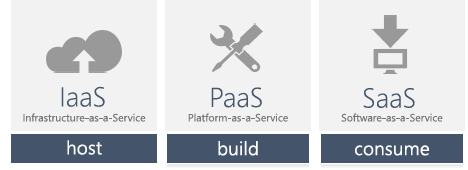 IaaS
Infrastructure-as-a-Service
host
PaaS
Platform-as-a-Service
build
SaaS
Software-as-a-Service
consume